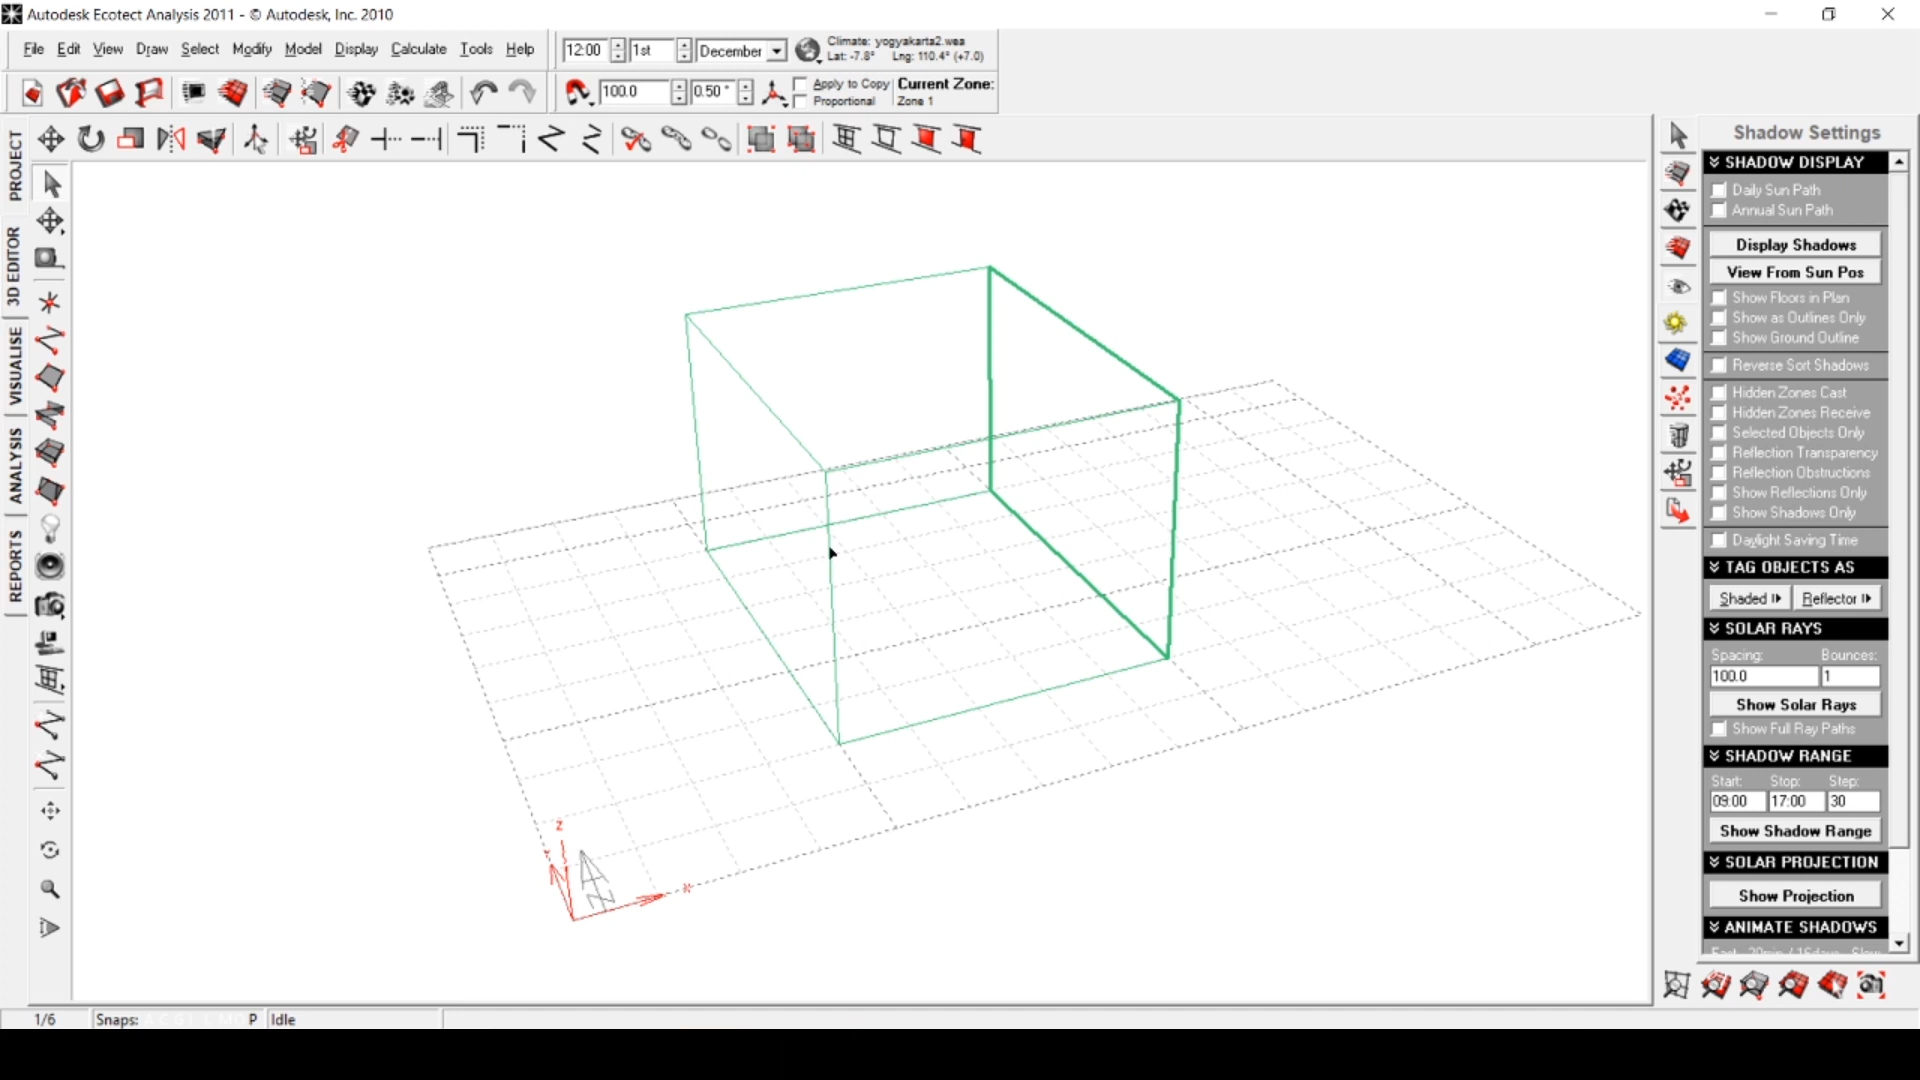 Autodesk Ecotect Analysis 2011 - © Autodesk, Inc. 2010
File Edit View Draw Select Modify Model Display Calculate Tools Help
12:00 1st December
Climate: yogyakarta2.wea
Lat: -7.8° Lng: 110.4° (+7.0)
100.0 0.50 °
Apply to Copy
Proportional
Current Zone:
Zone 1
PROJECT
3D EDITOR
VISUALISE
ANALYSIS
REPORTS
Z
X
N
Shadow Settings
SHADOW DISPLAY
Daily Sun Path
Annual Sun Path
Display Shadows
View From Sun Pos
Show Floors in Plan
Show as Outlines Only
Show Ground Outline
Reverse Sort Shadows
Hidden Zones Cast
Hidden Zones Receive
Selected Objects Only
Reflection Transparency
Reflection Obstructions
Show Reflections Only
Show Shadows Only
Daylight Saving Time
TAG OBJECTS AS
Shaded Reflector
SOLAR RAYS
Spacing: Bounces:
100.0 1
Show Solar Rays
Show Full Ray Paths
SHADOW RANGE
Start: Stop: Step:
09:00 17:00 30
Show Shadow Range
SOLAR PROJECTION
Show Projection
ANIMATE SHADOWS
1/6 Snaps: P Idle